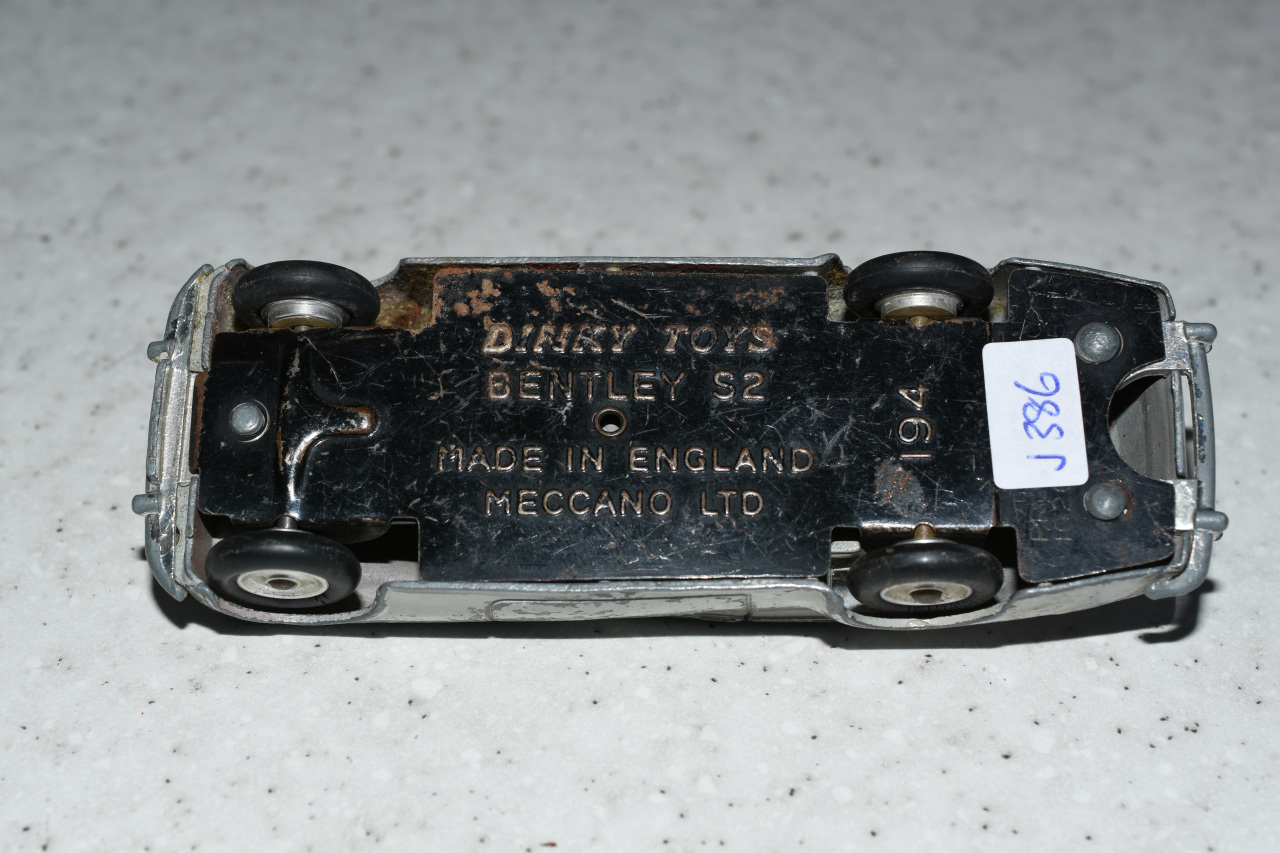 DINKY TOYS
BENTLEY S2
MADE IN ENGLAND
MECCANO LTD
194
J386